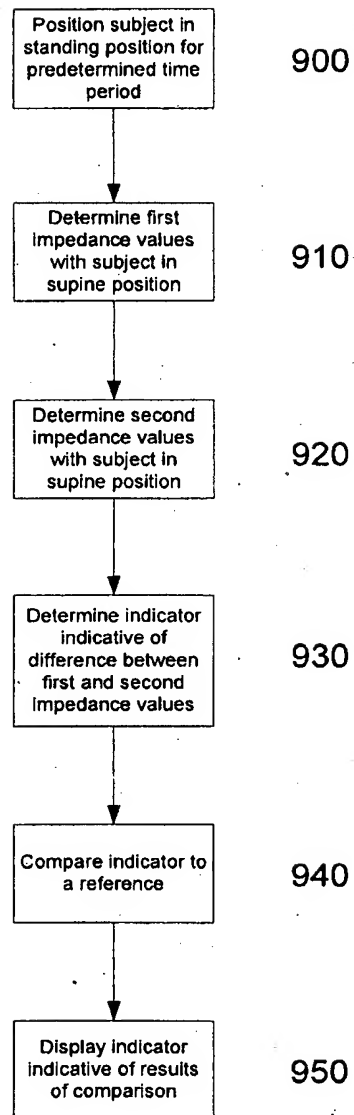 Position subject in
standing position for
predetermined time
period
900
Determine first
impedance values
with subject in
supine position
910
Determine second
impedance values
with subject in
supine position
920
Determine indicator
indicative of
difference between
first and second
impedance values
930
Compare indicator to
a reference
940
Display indicator
indicative of results
of comparison
950